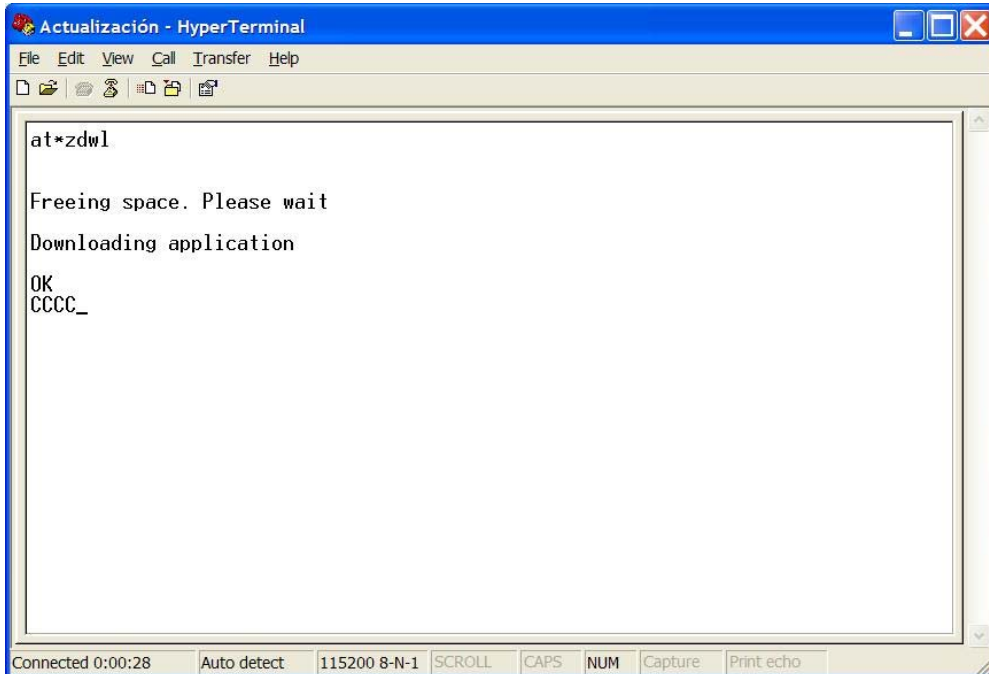 Actualización - HyperTerminal
File Edit View Call Transfer Help
at*zdwl
Freeing space. Please wait
Downloading application
OK
CCCC_
Connected 0:00:28 Auto detect 115200 8-N-1 SCROLL CAPS NUM Capture Print echo